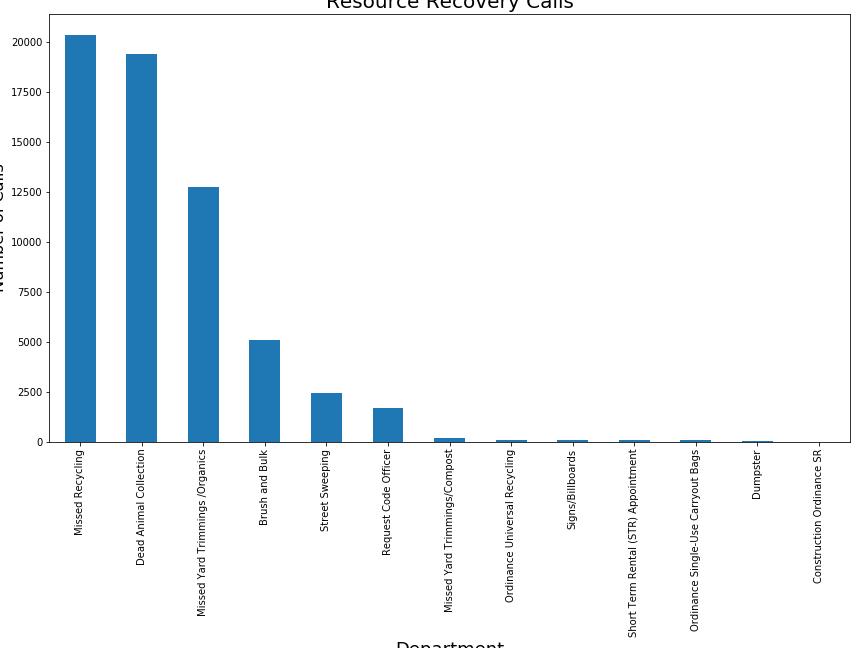 Resource Recovery Calls
Number of Calls
20000
17500
15000
12500
10000
7500
5000
2500
0
Missed Recycling
Dead Animal Collection
Missed Yard Trimmings /Organics
Brush and Bulk
Street Sweeping
Request Code Officer
Missed Yard Trimmings/Compost
Ordinance Universal Recycling
Signs/Billboards
Short Term Rental (STR) Appointment
Ordinance Single-Use Carryout Bags
Dumpster
Construction Ordinance SR
Department